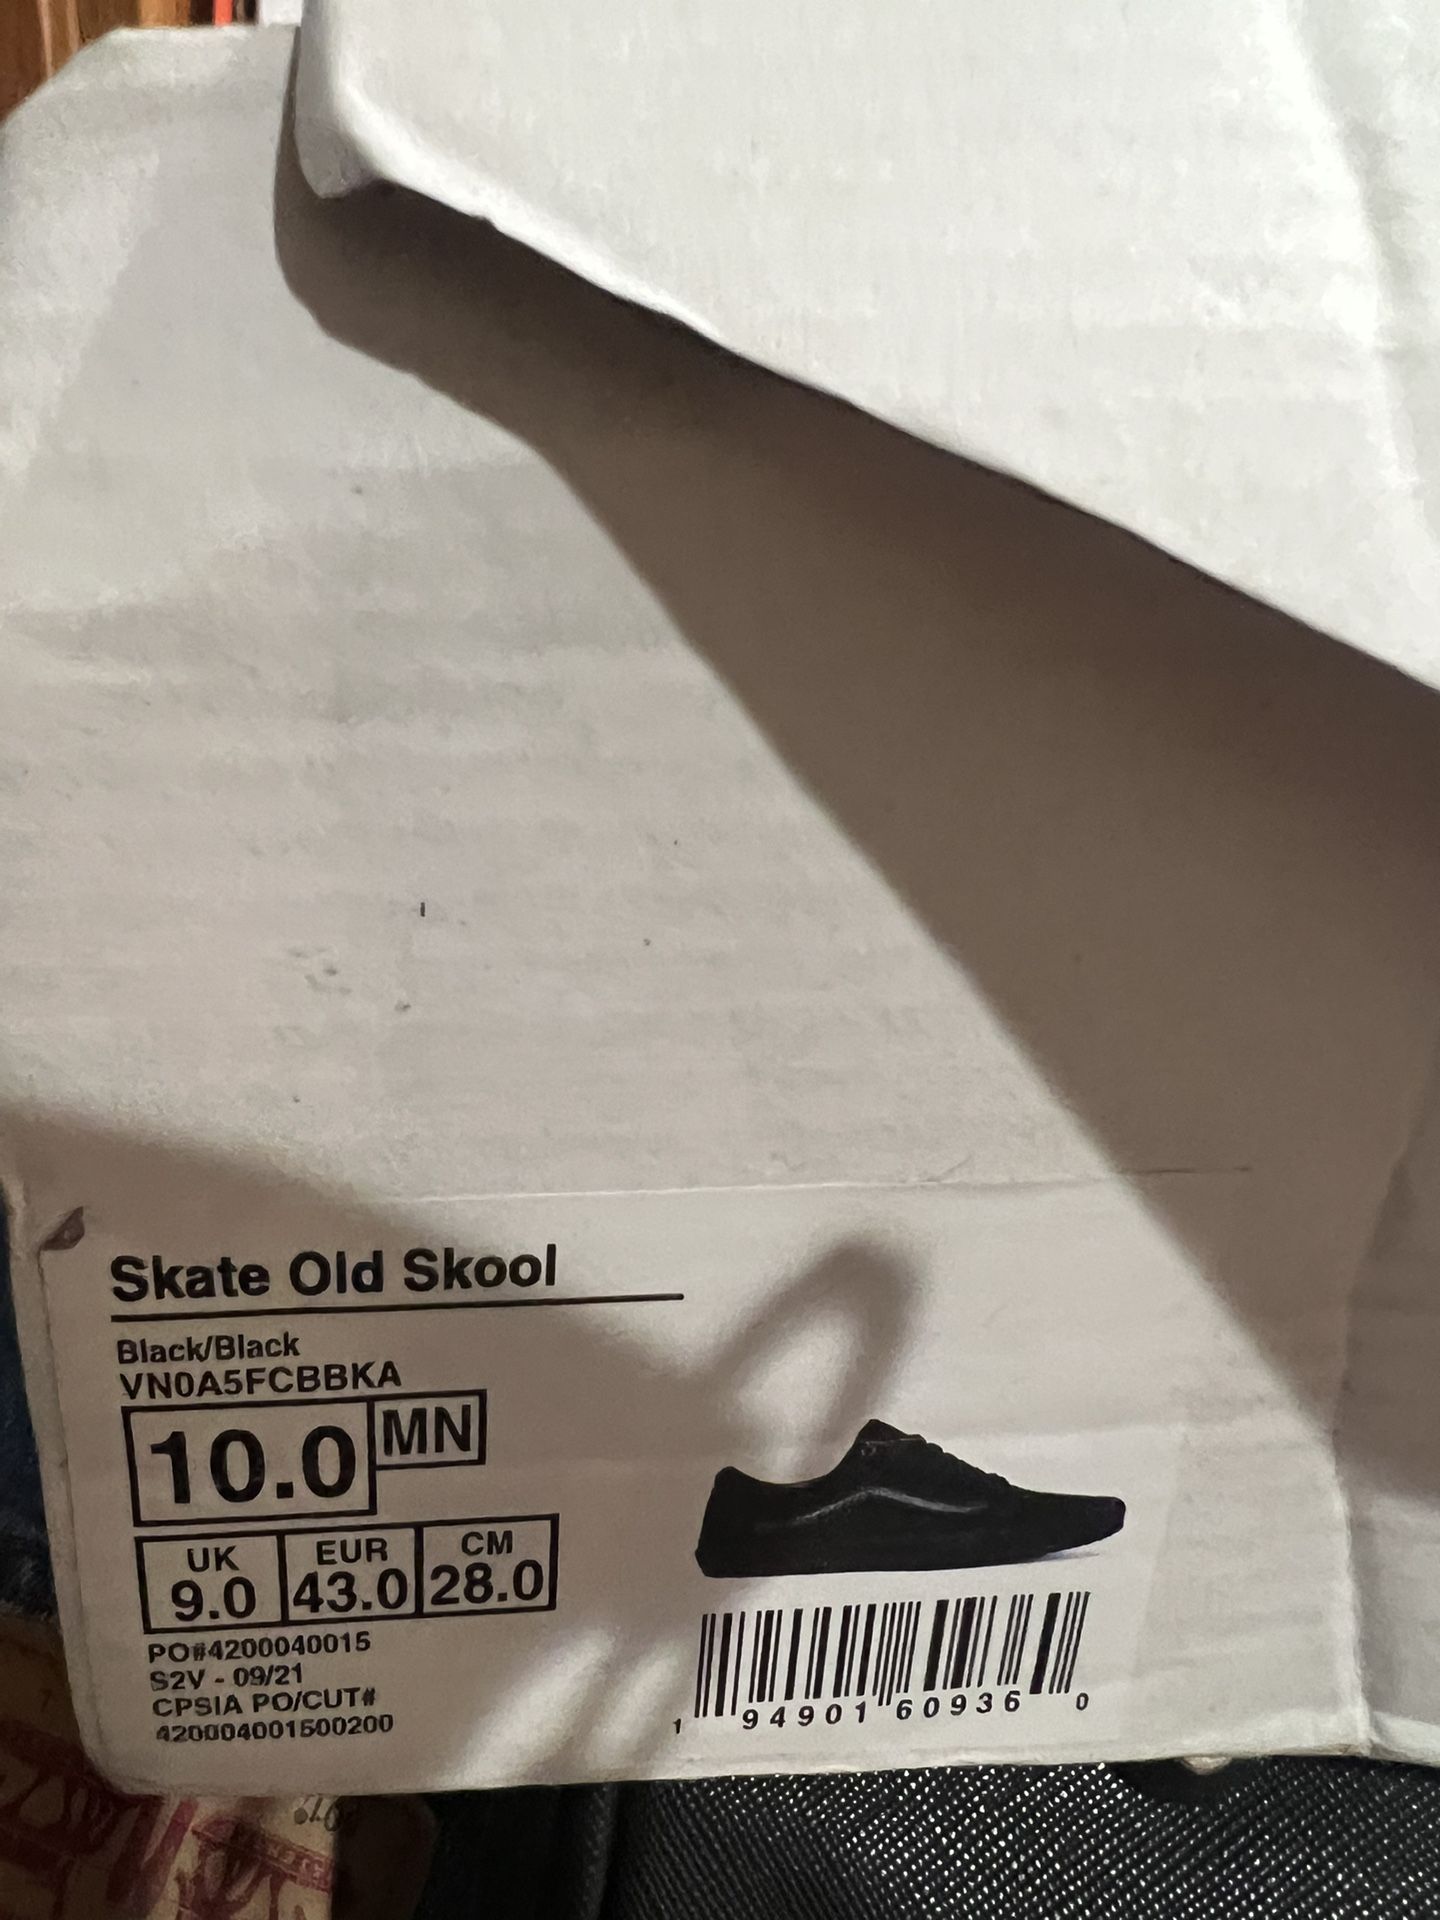 Skate Old Skool
Black/Black
VN0A5FCBBKA
10.0 MN
UK EUR CM
9.0 43.0 28.0
PO#4200040015
S2V - 09/21
CPSIA PO/CUT#
420004001500200
1 94901 60936 0